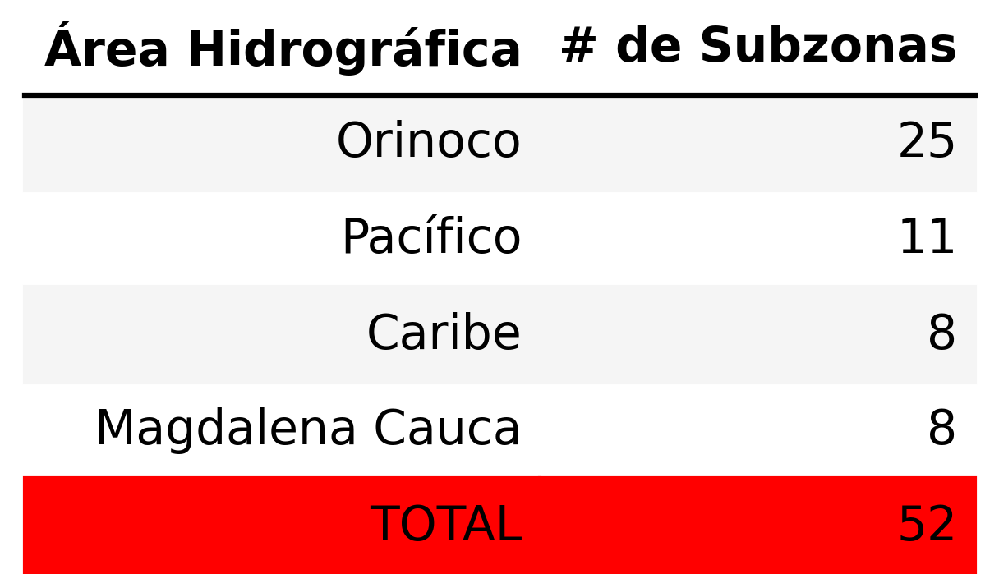 Área Hidrográfica # de Subzonas
Orinoco 25
Pacífico 11
Caribe 8
Magdalena Cauca 8
TOTAL 52